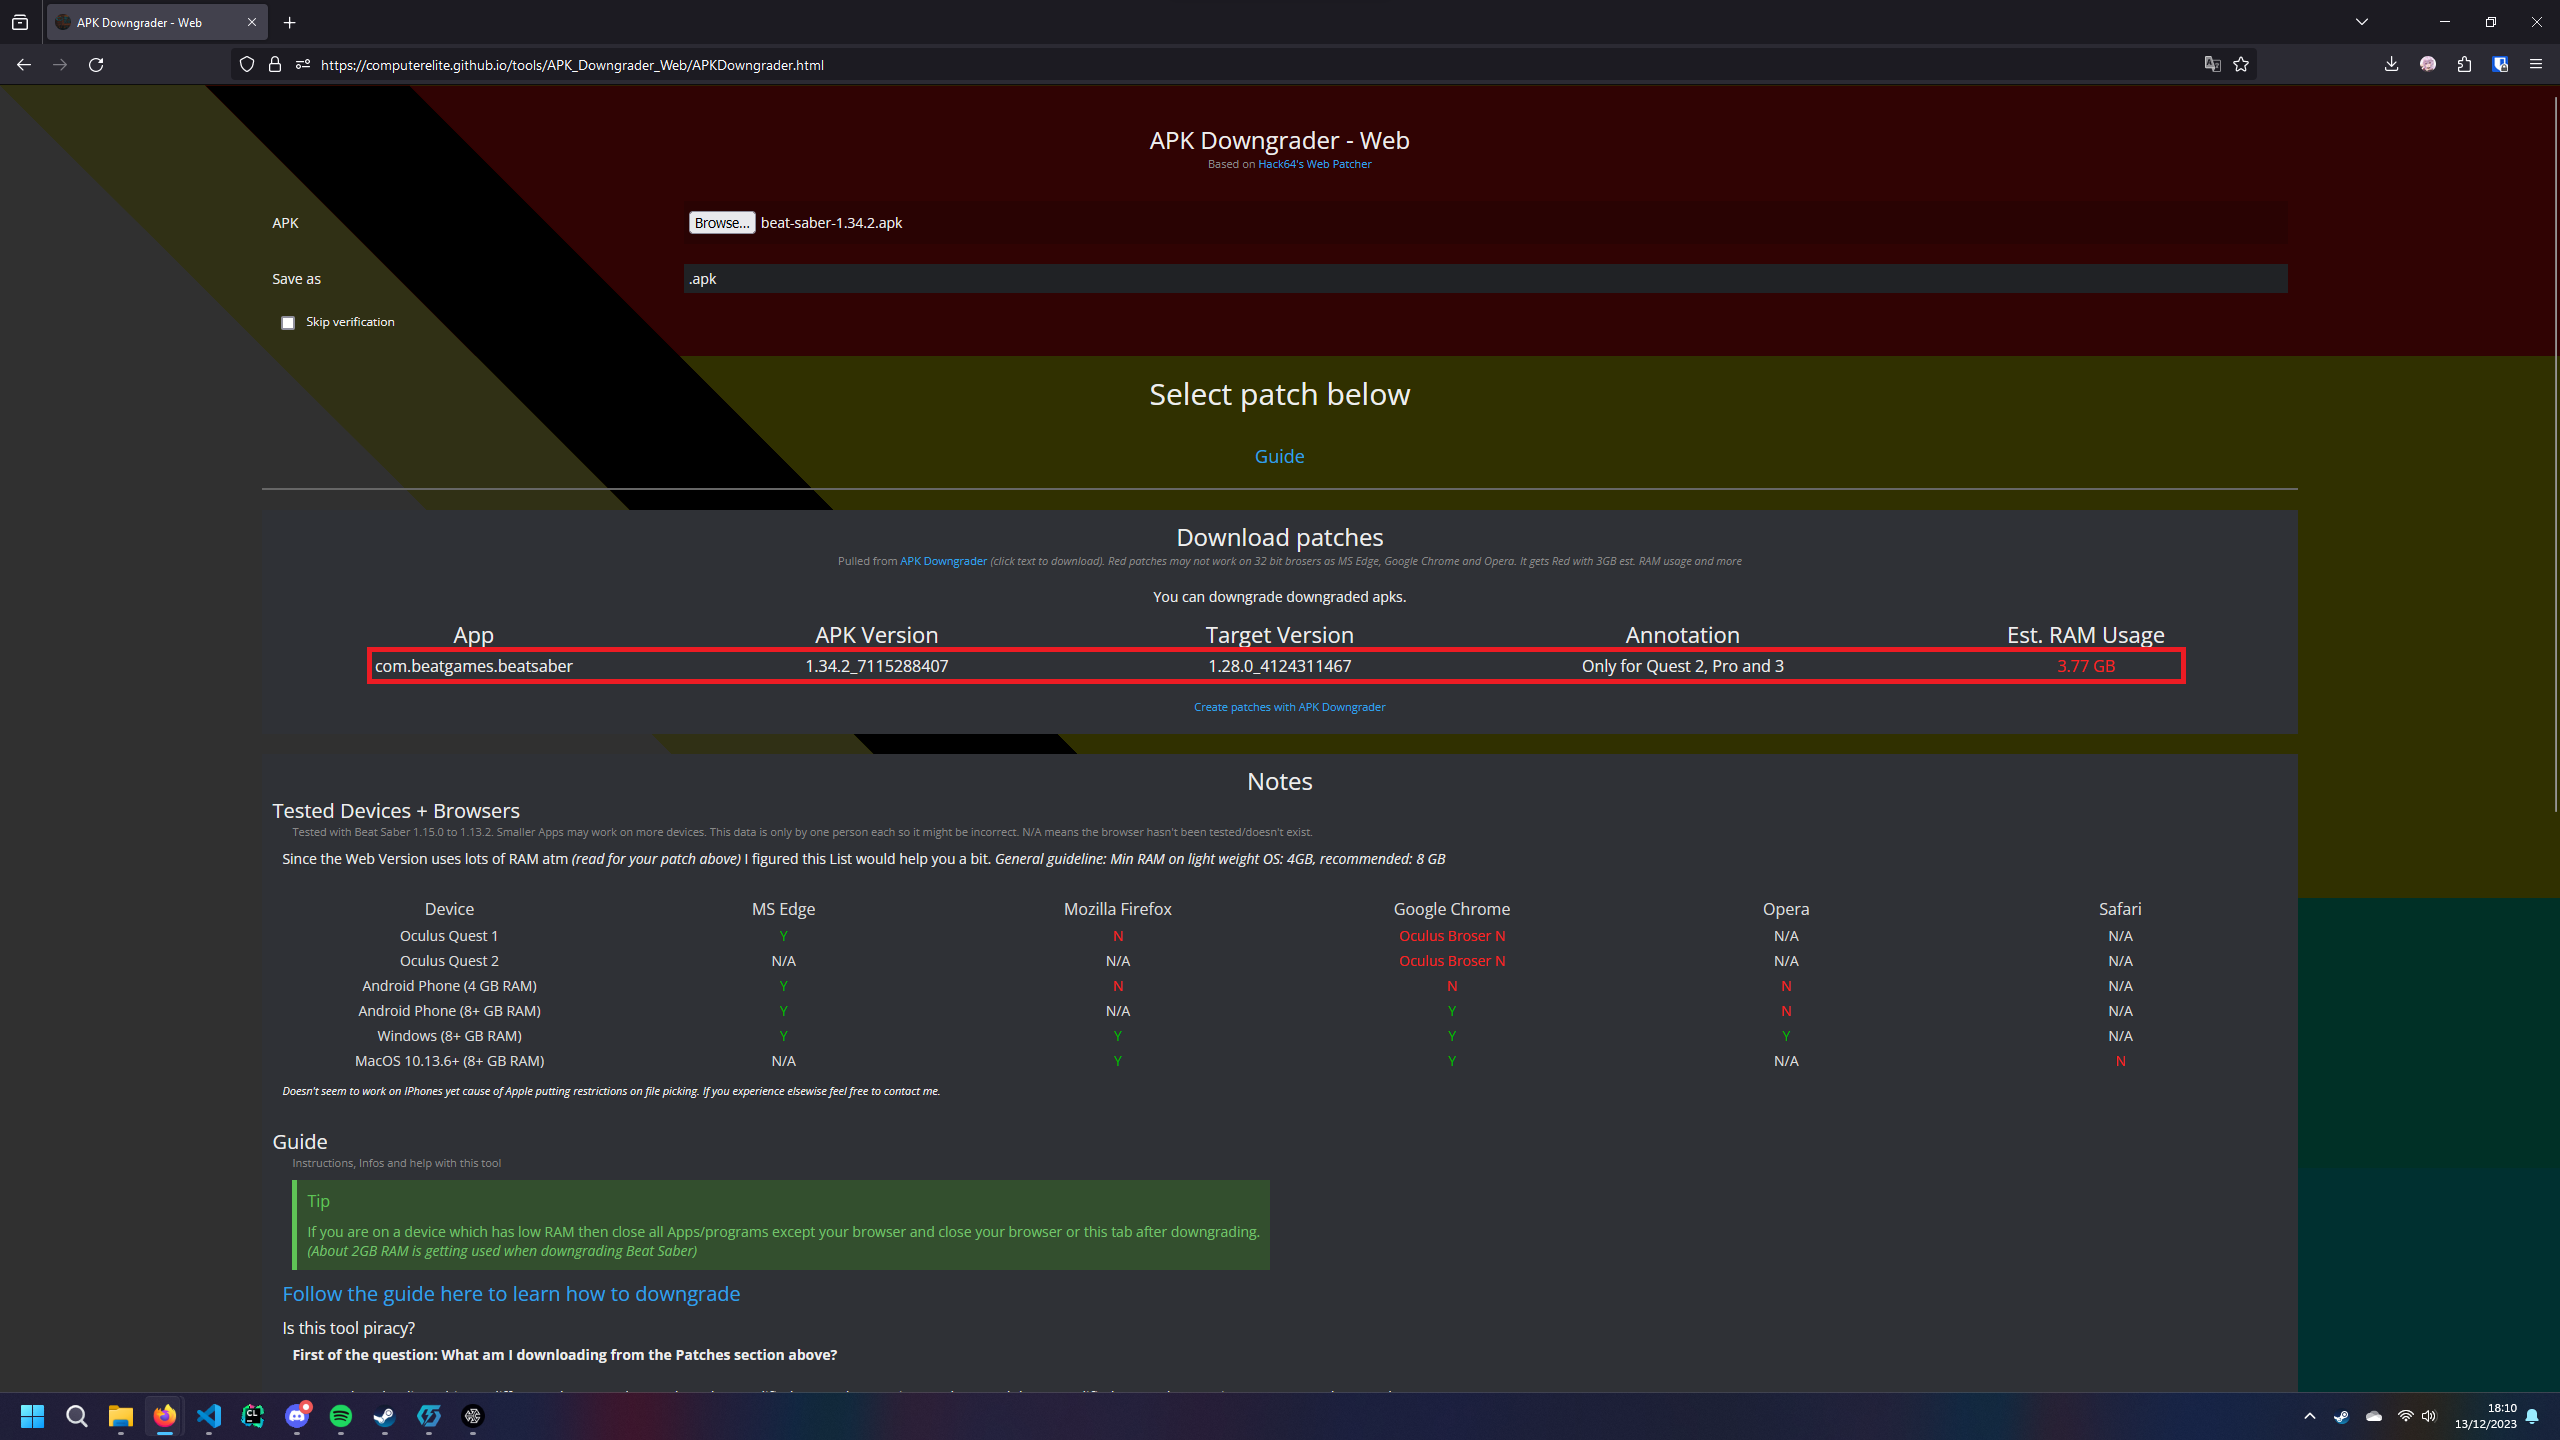 APK Downgrader - Web
https://computerelite.github.io/tools/APK_Downgrader_Web/APKDowngrader.html
APK Downgrader - Web
Based on Hack64's Web Patcher
APK
Browse... beat-saber-1.34.2.apk
Save as
.apk
Skip verification
Select patch below
Guide
Download patches
Pulled from APK Downgrader (click text to download). Red patches may not work on 32 bit brosers as MS Edge, Google Chrome and Opera. It gets Red with 3GB est. RAM usage and more
You can downgrade downgraded apks.
App APK Version Target Version Annotation Est. RAM Usage
com.beatgames.beatsaber 1.34.2_7115288407 1.28.0_4124311467 Only for Quest 2, Pro and 3 3.77 GB
Create patches with APK Downgrader
Notes
Tested Devices + Browsers
Tested with Beat Saber 1.15.0 to 1.13.2. Smaller Apps may work on more devices. This data is only by one person each so it might be incorrect. N/A means the browser hasn't been tested/doesn't exist.
Since the Web Version uses lots of RAM atm (read for your patch above) I figured this List would help you a bit. General guideline: Min RAM on light weight OS: 4GB, recommended: 8 GB
Device MS Edge Mozilla Firefox Google Chrome Opera Safari
Oculus Quest 1 Y N Oculus Broser N N/A N/A
Oculus Quest 2 N/A N/A Oculus Broser N N/A N/A
Android Phone (4 GB RAM) Y N N N N/A
Android Phone (8+ GB RAM) Y N/A Y N N/A
Windows (8+ GB RAM) Y Y Y Y N/A
MacOS 10.13.6+ (8+ GB RAM) N/A Y Y N/A N
Doesn't seem to work on IPhones yet cause of Apple putting restrictions on file picking. If you experience elsewise feel free to contact me.
Guide
Instructions, Infos and help with this tool
Tip
If you are on a device which has low RAM then close all Apps/programs except your browser and close your browser or this tab after downgrading.
(About 2GB RAM is getting used when downgrading Beat Saber)
Follow the guide here to learn how to downgrade
Is this tool piracy?
First of the question: What am I downloading from the Patches section above?
18:10
13/12/2023